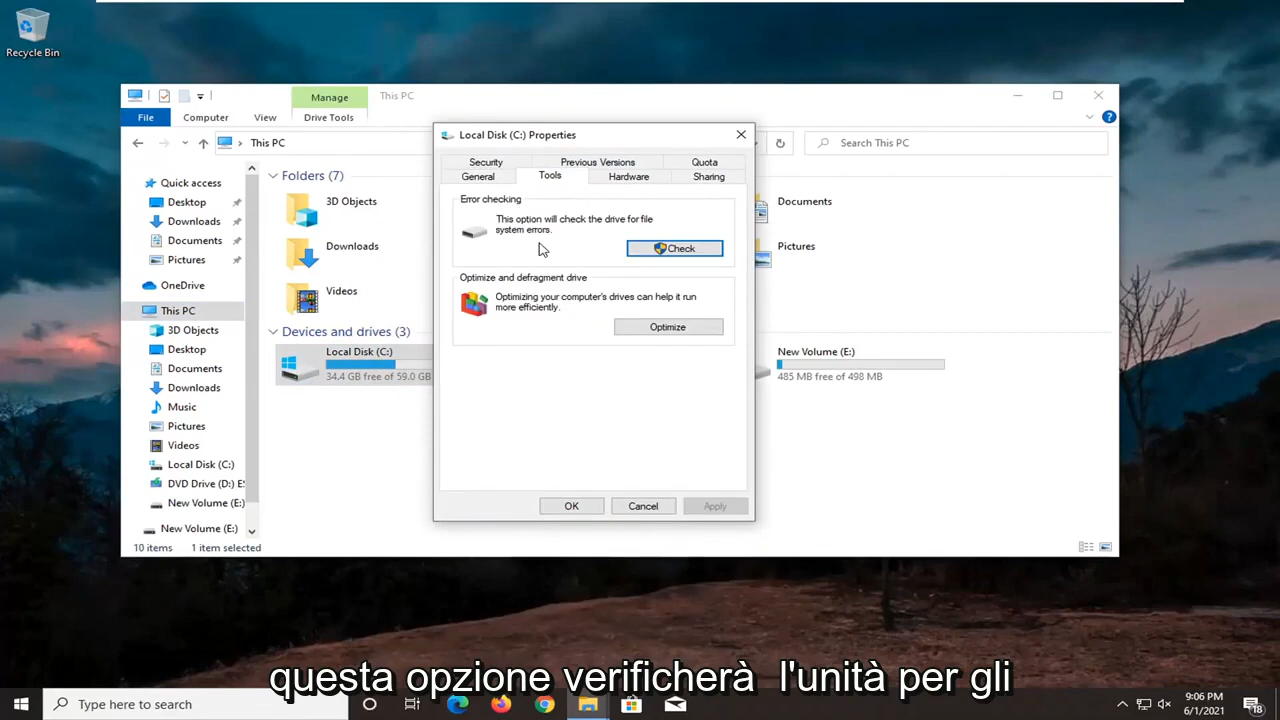 Recycle Bin
Manage
This PC
File
Computer
View
Drive Tools
This PC
Search This PC
Quick access
Desktop
Downloads
Documents
Pictures
OneDrive
This PC
3D Objects
Desktop
Documents
Downloads
Music
Pictures
Videos
Local Disk (C:)
DVD Drive (D:) ES
New Volume (E:)
New Volume (E:)
Folders (7)
3D Objects
Downloads
Videos
Documents
Pictures
Devices and drives (3)
Local Disk (C:)
34.4 GB free of 59.0 GB
New Volume (E:)
485 MB free of 498 MB
10 items
1 item selected
Local Disk (C:) Properties
Security
Previous Versions
Quota
General
Tools
Hardware
Sharing
Error checking
This option will check the drive for file
system errors.
Check
Optimize and defragment drive
Optimizing your computer's drives can help it run
more efficiently.
Optimize
OK
Cancel
Apply
questa opzione verificherà l'unità per gli
Type here to search
9:06 PM
6/1/2021
18